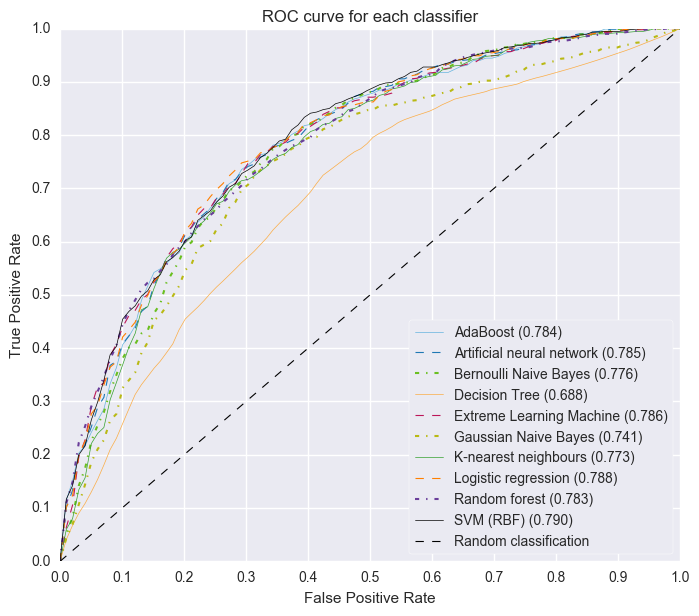 ROC curve for each classifier
1.0
0.9
0.8
0.7
0.6
0.5
0.4
0.3
0.2
0.1
0.0
True Positive Rate
AdaBoost (0.784)
Artificial neural network (0.785)
Bernoulli Naive Bayes (0.776)
Decision Tree (0.688)
Extreme Learning Machine (0.786)
Gaussian Naive Bayes (0.741)
K-nearest neighbours (0.773)
Logistic regression (0.788)
Random forest (0.783)
SVM (RBF) (0.790)
Random classification
0.0 0.1 0.2 0.3 0.4 0.5 0.6 0.7 0.8 0.9 1.0
False Positive Rate